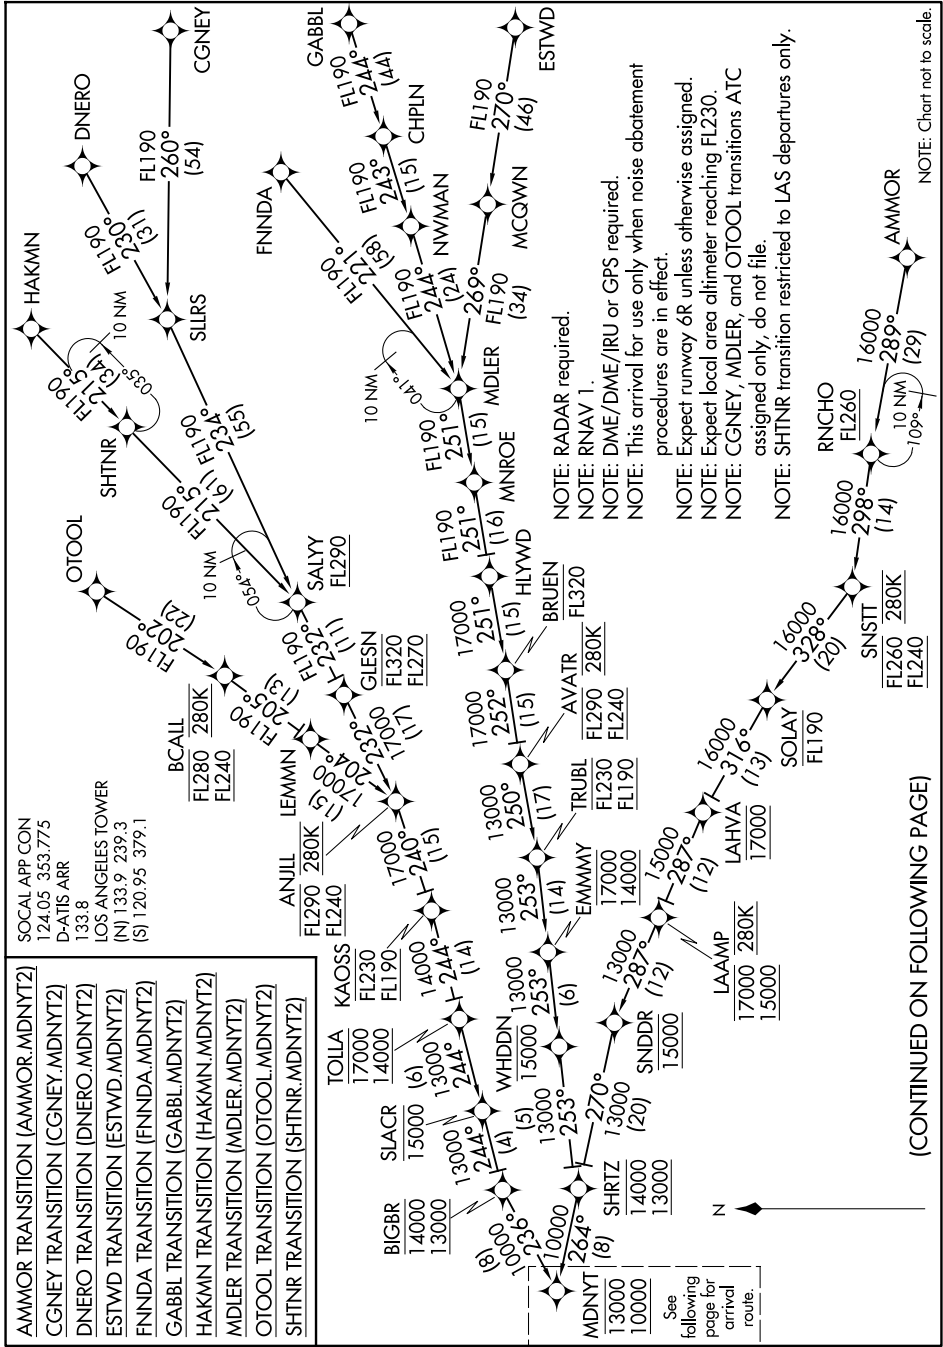 AMMOR TRANSITION (AMMOR.MDNYT2)
CGNEY TRANSITION (CGNEY.MDNYT2)
DNERO TRANSITION (DNERO.MDNYT2)
ESTWD TRANSITION (ESTWD.MDNYT2)
FNNDA TRANSITION (FNNDA.MDNYT2)
GABBL TRANSITION (GABBL.MDNYT2)
HAKMN TRANSITION (HAKMN.MDNYT2)
MDLER TRANSITION (MDLER.MDNYT2)
OTOOL TRANSITION (OTOOL.MDNYT2)
SHTNR TRANSITION (SHTNR.MDNYT2)
SOCAL APP CON
124.05 353.775
D-ATIS ARR
133.8
LOS ANGELES TOWER
(N) 133.9 239.3
(S) 120.95 379.1
OTOOL
FL190
202°
(22)
BCALL
FL280 280K
FL240
FL190
205°
(13)
LEMMN
17000
204°
(15)
HAKMN
FL190
215°
(34)
10 NM
035°
SHTNR
FL190
215°
(61)
DNERO
FL190
230°
(31)
CGNEY
FL190
260°
(54)
SLLRS
FL190
234°
(55)
10 NM
054°
SALYY
FL290
FL190
232°
(11)
GLESN
FL320
FL270
17000
232°
(17)
ANJLL
FL290 280K
FL240
17000
240°
(15)
KAOSS
FL230
FL190
14000
244°
(14)
TOLLA
17000
14000
(6)
13000
244°
SLACR
15000
13000
244°
(4)
BIGBR
14000
13000
(8)
10000
236°
GABBL
FL190
244°
(44)
CHPLN
FL190
243°
(15)
NWMAN
FL190
244°
(24)
FNNDA
FL190
221°
(58)
ESTWD
FL190
270°
(46)
MCQWN
269°
FL190
(34)
10 NM
041°
MDLER
FL190
251°
(15)
MNROE
FL190
251°
(16)
HLYWD
17000
251°
(15)
BRUEN
FL320
17000
252°
(15)
AVATR
FL290 280K
FL240
13000
250°
(17)
TRUBL
FL230
FL190
13000
253°
(14)
EMMMY
17000
14000
13000
253°
(6)
WHDDN
15000
(5)
13000
253°
SHRTZ
14000
13000
10000
264°
(8)
MDNYT
13000
10000
See
following
page for
arrival
route.
AMMOR
16000
289°
(29)
RNCHO
FL260
10 NM
109°
16000
298°
(14)
SNSTT
FL260 280K
FL240
16000
328°
(20)
SOLAY
FL190
16000
316°
(13)
LAHVA
17000
15000
287°
(12)
LAAMP
17000 280K
15000
13000
287°
(12)
SNDDR
15000
270°
13000
(20)
N
NOTE: RADAR required.
NOTE: RNAV 1.
NOTE: DME/DME/IRU or GPS required.
NOTE: This arrival for use only when noise abatement
procedures are in effect.
NOTE: Expect runway 6R unless otherwise assigned.
NOTE: Expect local area altimeter reaching FL230.
NOTE: CGNEY, MDLER, and OTOOL transitions ATC
assigned only, do not file.
NOTE: SHTNR transition restricted to LAS departures only.
NOTE: Chart not to scale.
(CONTINUED ON FOLLOWING PAGE)